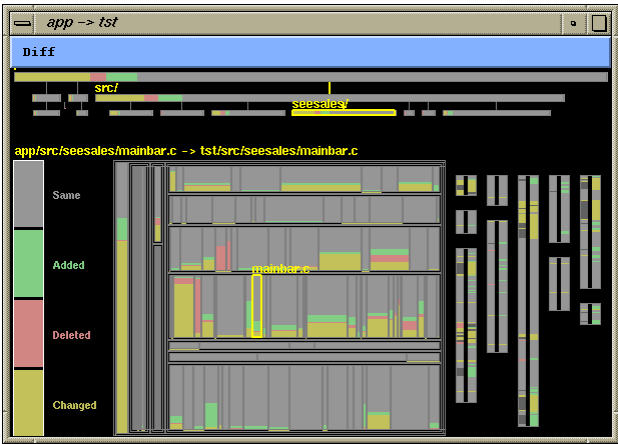 app -> tst
Diff
src/
seesales/
app/src/seesales/mainbar.c -> tst/src/seesales/mainbar.c
Same
Added
mainbar.c
Deleted
Changed